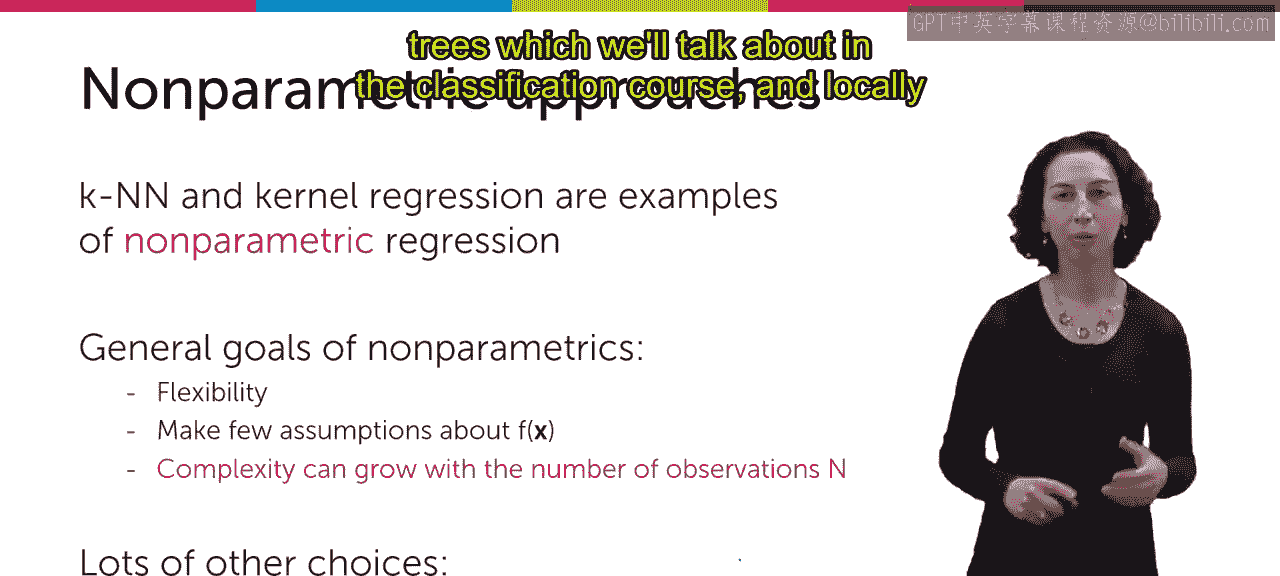 GPT中英字幕课程资源@bilibili.com
trees which we'll talk about in
the classification course, and locally
Nonparametric approaches
k-NN and kernel regression are examples
of nonparametric regression
General goals of nonparametrics:
- Flexibility
- Make few assumptions about f(x)
- Complexity can grow with the number of observations N
Lots of other choices: